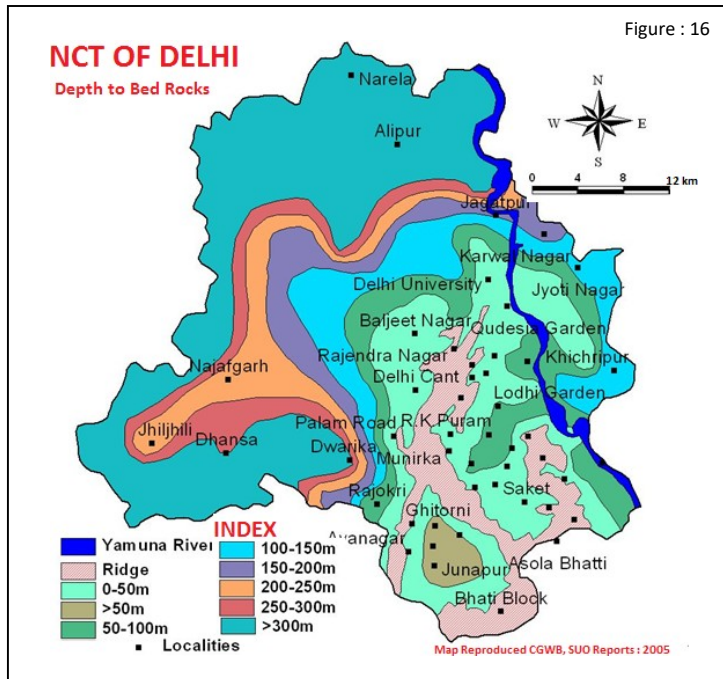 Figure : 16
NCT OF DELHI
Depth to Bed Rocks
Narela
Alipur
N
W E
S
0 4 8 12 km
Jagatpur
Karwal Nagar
Delhi University
Jyoti Nagar
Baljeet Nagar
Qudesia Garden
Rajendra Nagar
Khichripur
Najafgarh
Delhi Cant
Lodhi Garden
Jhiljhili
Palam Road
R.K.Puram
Dhansa
Dwarika
Munirka
Rajokri
Saket
Ghitorni
Ayanagar
Junapur
Asola Bhatti
Bhati Block
INDEX
Yamuna River
Ridge
0-50m
>50m
50-100m
100-150m
150-200m
200-250m
250-300m
>300m
Localities
Map Reproduced CGWB, SUO Reports : 2005